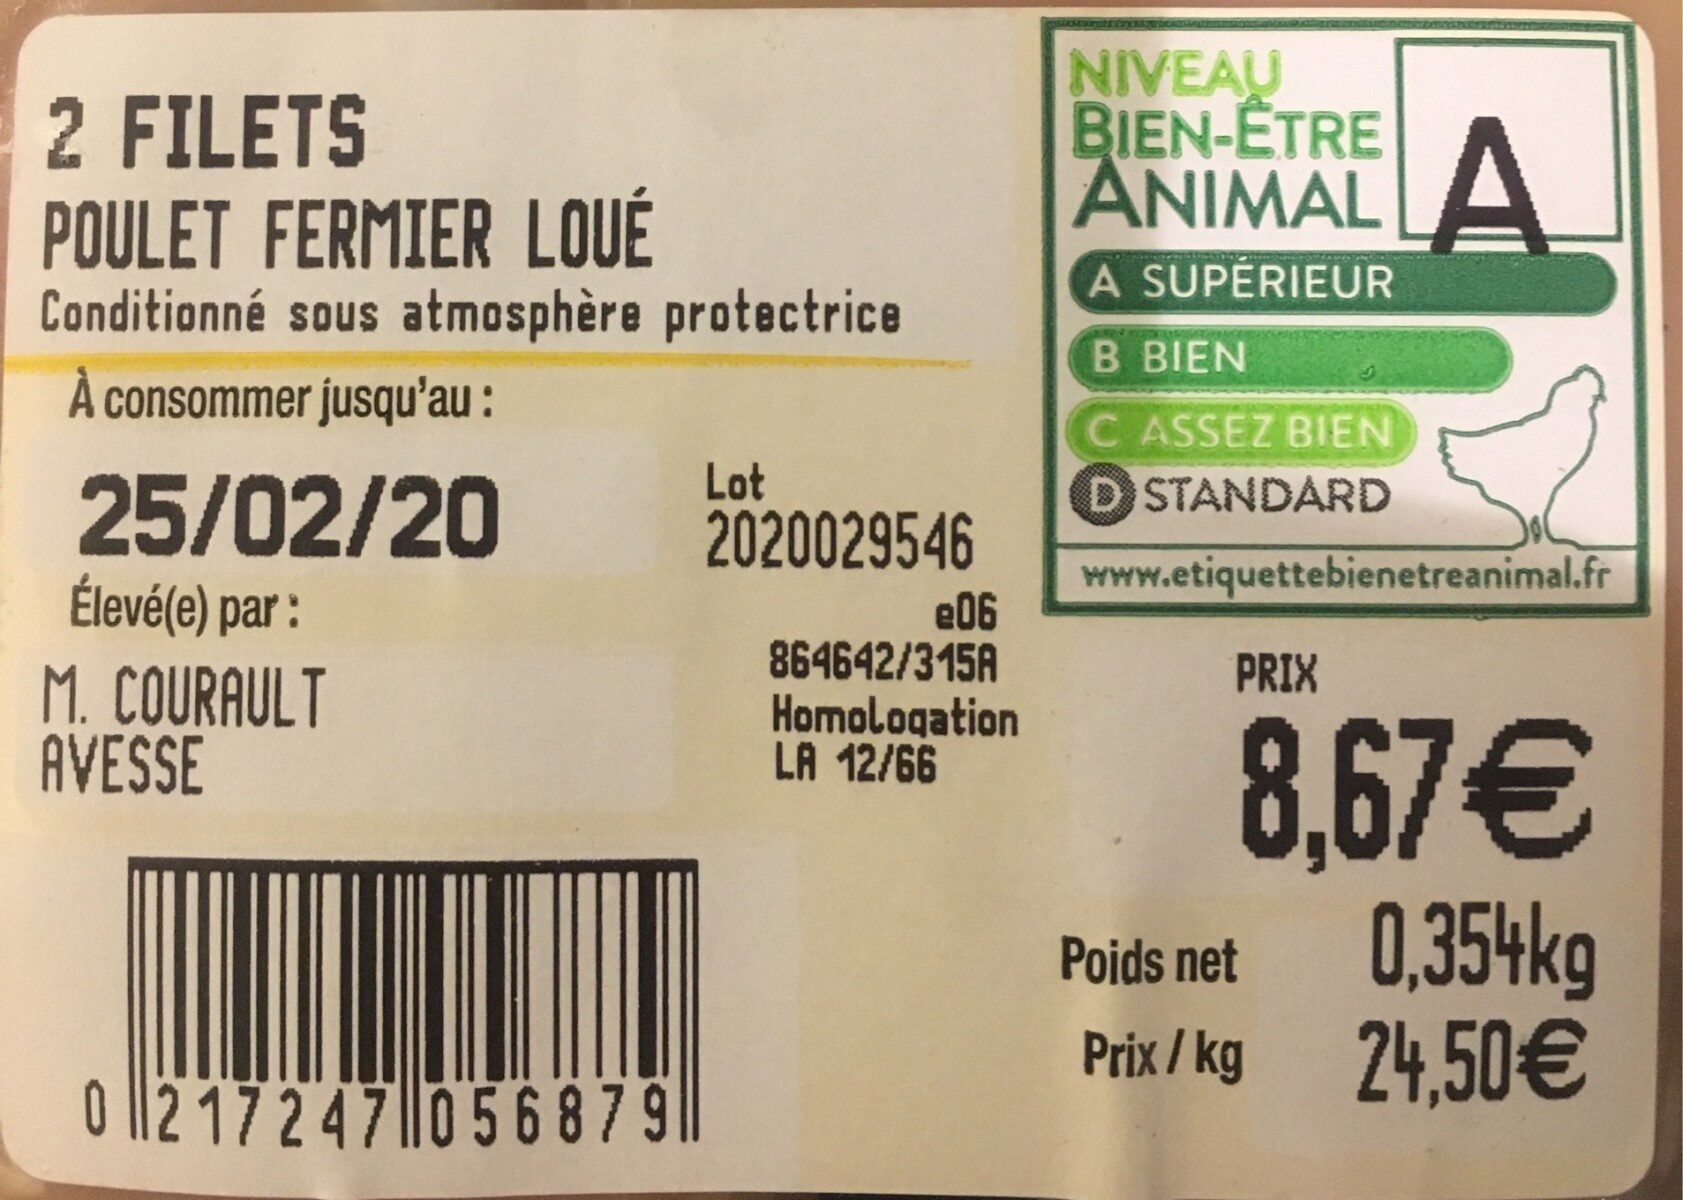 2 FILETS
POULET FERMIER LOUÉ
Conditionné sous atmosphère protectrice
À consommer jusqu'au :
25/02/20
Lot
2020029546
Élevé(e) par :
M. COURAULT
AVESSE
e06
864642/315A
Homologation
LA 12/66
0 217247 056879
NIVEAU
BIEN-ÊTRE
ANIMAL
A
A SUPÉRIEUR
B BIEN
C ASSEZ BIEN
D STANDARD
www.etiquettebienetreanimal.fr
PRIX
8,67€
Poids net 0,354kg
Prix / kg 24,50€